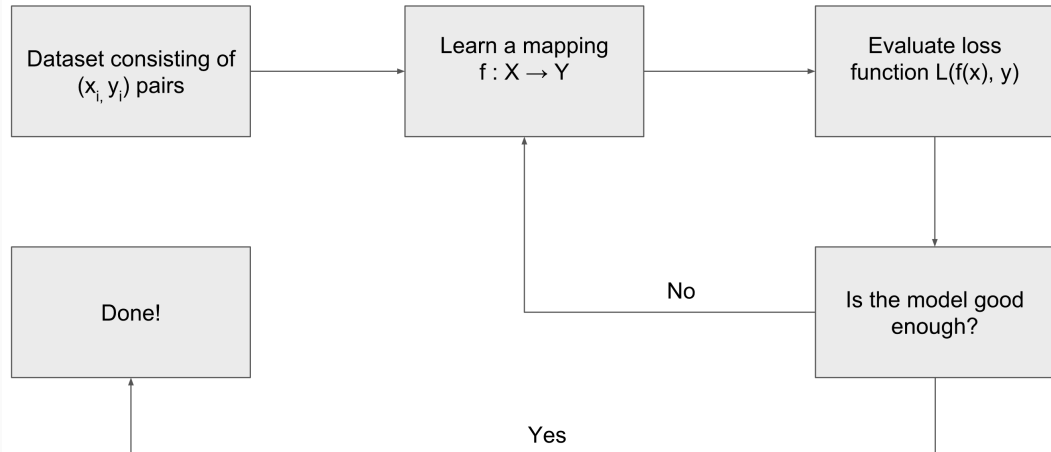 Dataset consisting of
(xi, yi) pairs
Learn a mapping
f : X → Y
Evaluate loss
function L(f(x), y)
Done!
No
Is the model good
enough?
Yes